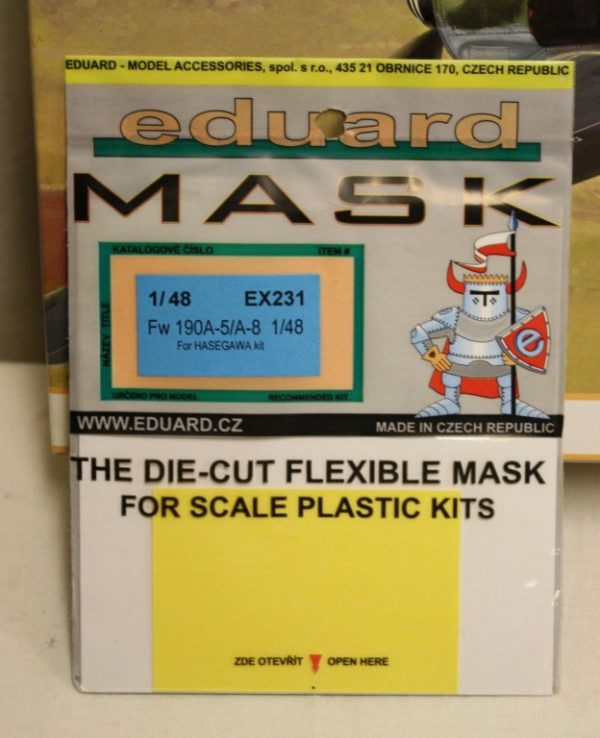 EDUARD - MODEL ACCESSORIES, spol. s r.o., 435 21 OBRNICE 170, CZECH REPUBLIC
eduard
MASK
KATALOGOVÉ ČÍSLO ITEM #
NÁZEV TITLE
1/48 EX231
Fw 190A-5/A-8 1/48
For HASEGAWA kit
URČENO PRO MODEL RECOMMENDED KIT
e
WWW.EDUARD.CZ MADE IN CZECH REPUBLIC
THE DIE-CUT FLEXIBLE MASK
FOR SCALE PLASTIC KITS
ZDE OTEVŘÍT OPEN HERE